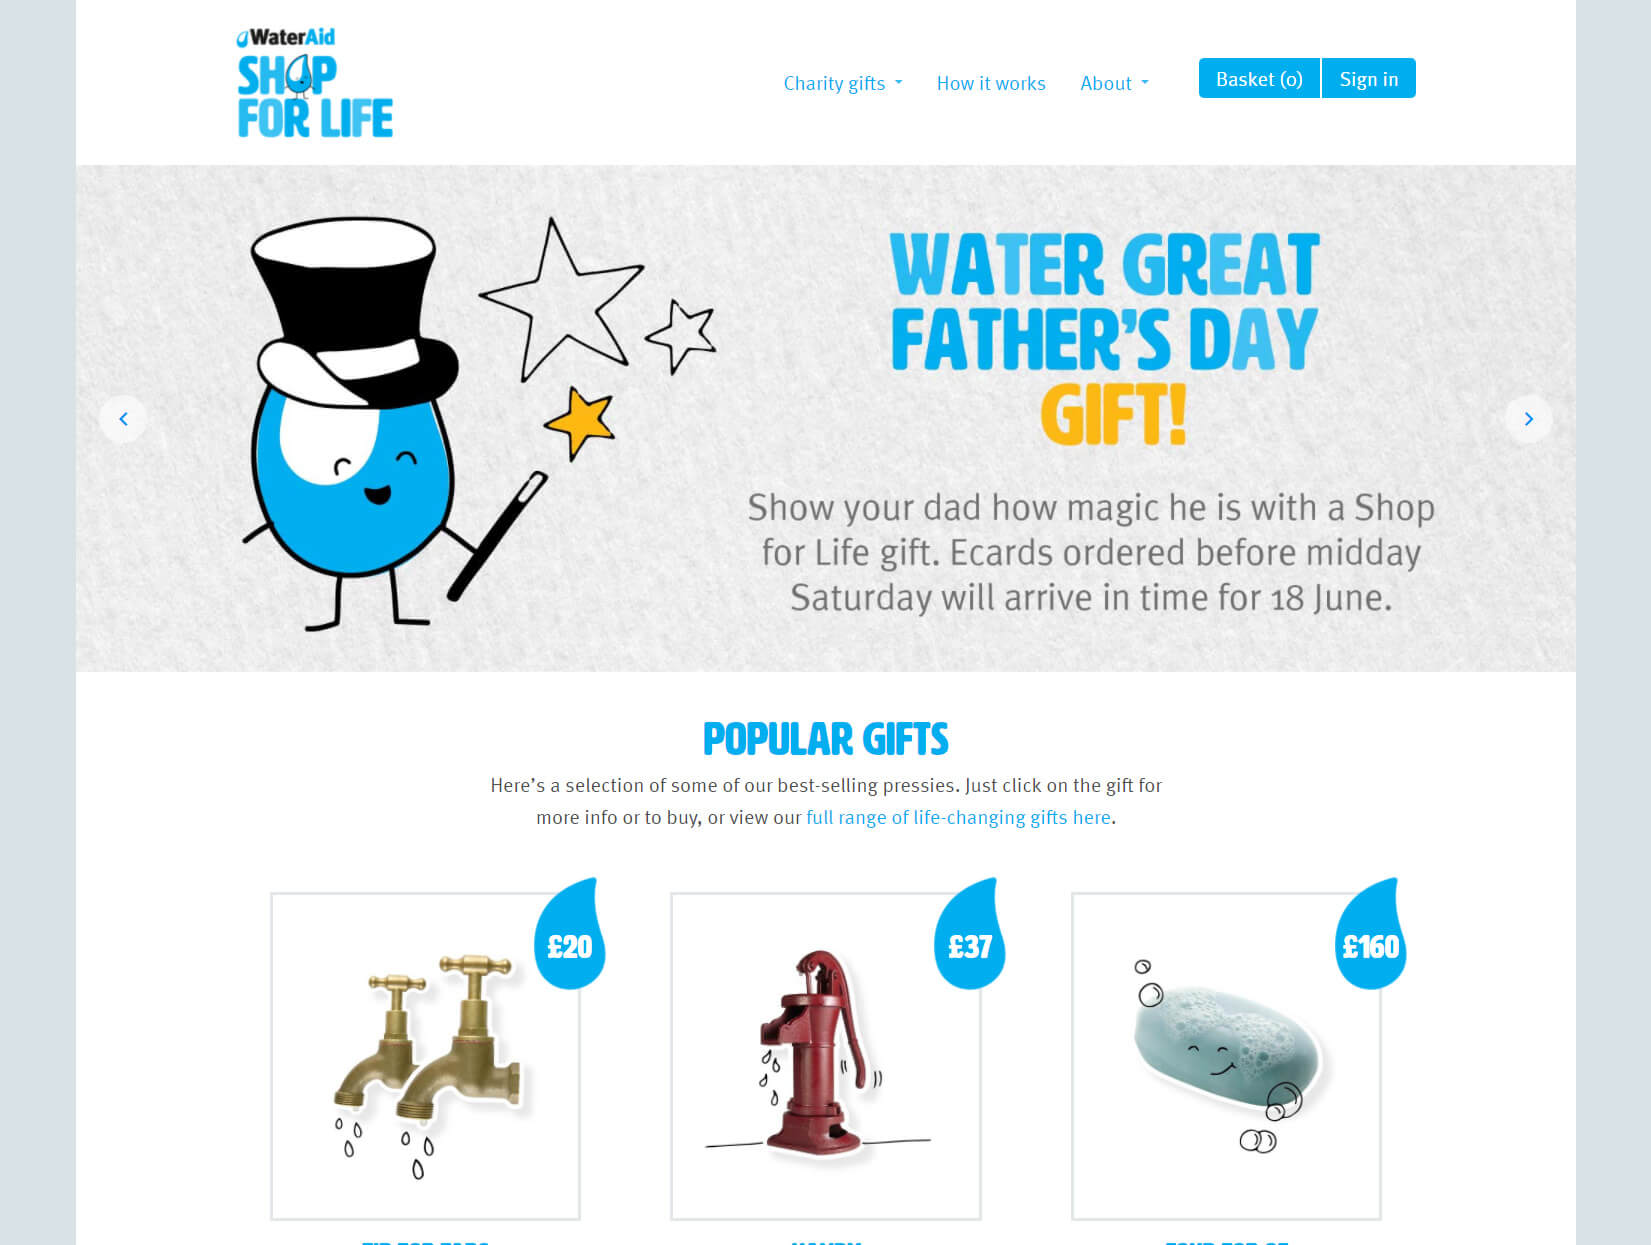 WaterAid
SHOP
FOR LIFE
Charity gifts
How it works
About
Basket (0)
Sign in
WATER GREAT
FATHER'S DAY
GIFT!
Show your dad how magic he is with a Shop
for Life gift. Ecards ordered before midday
Saturday will arrive in time for 18 June.
POPULAR GIFTS
Here's a selection of some of our best-selling pressies. Just click on the gift for
more info or to buy, or view our full range of life-changing gifts here.
£20
£37
£160